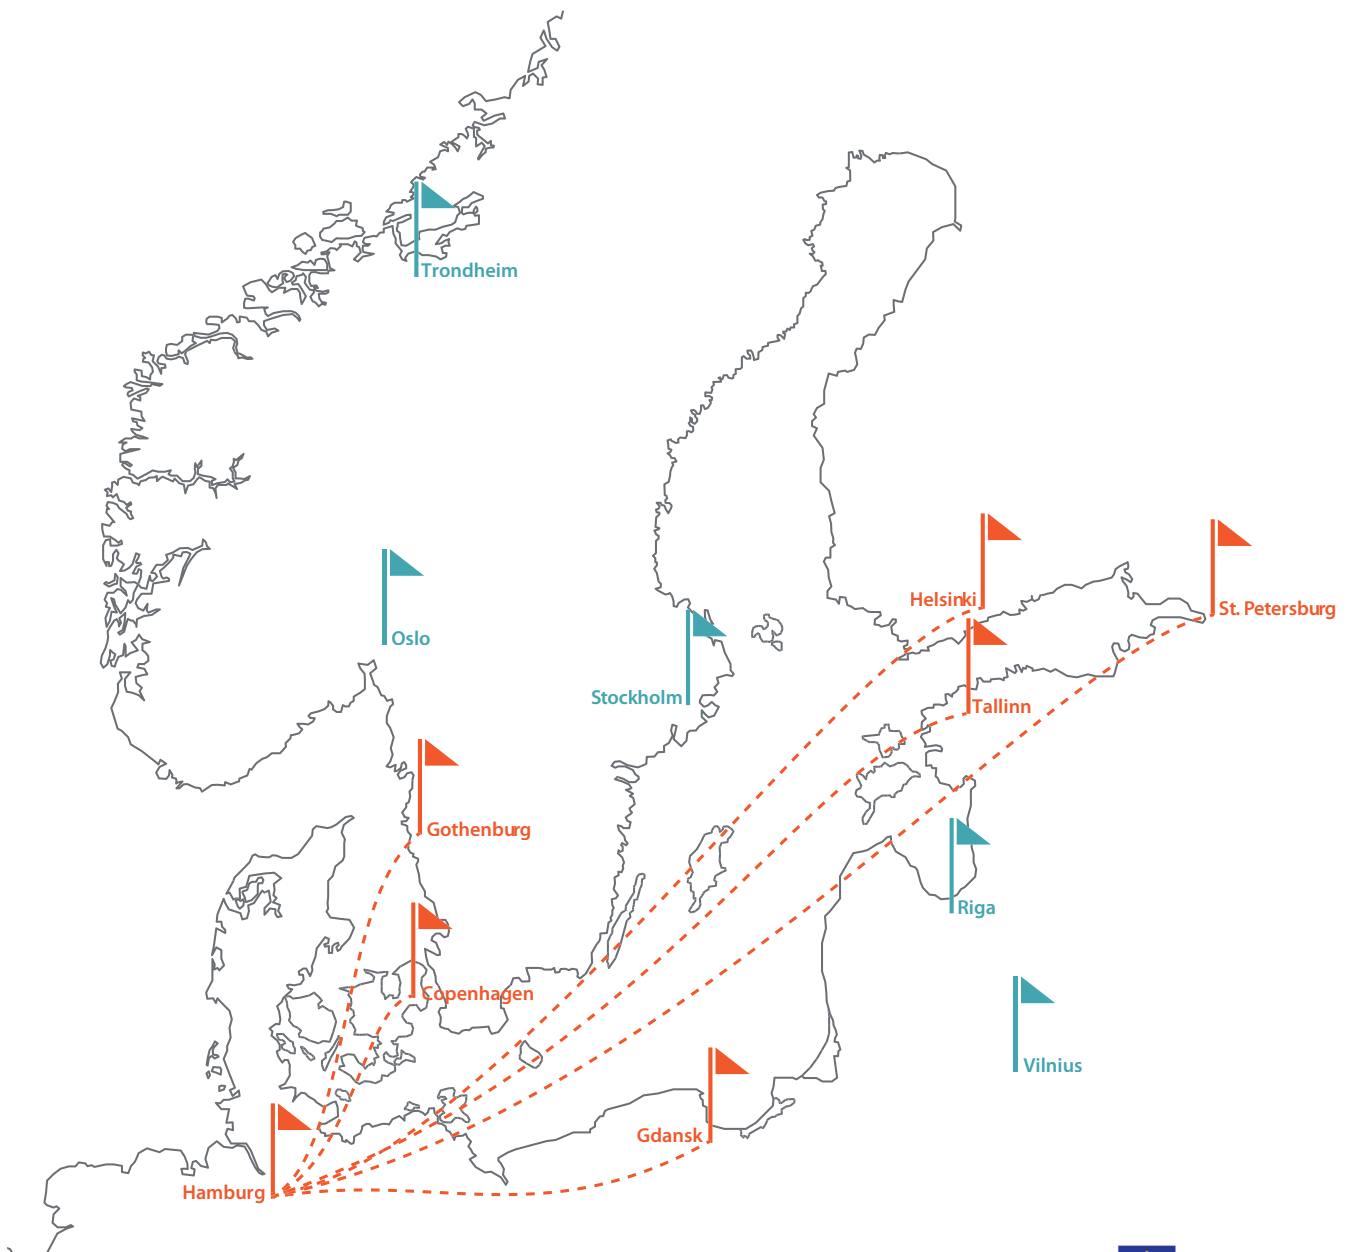 Trondheim
Helsinki
St. Petersburg
Oslo
Stockholm
Tallinn
Gothenburg
Riga
Copenhagen
Vilnius
Gdansk
Hamburg